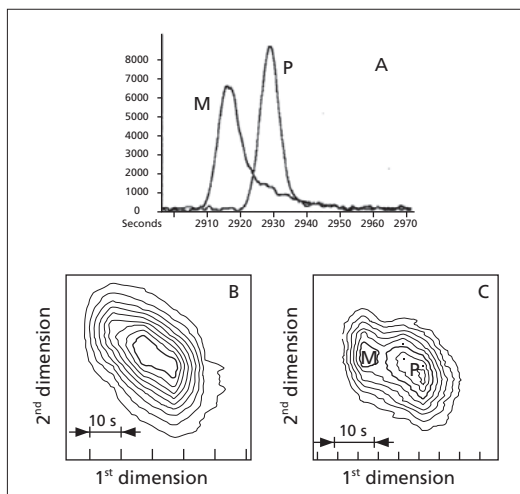 8000
P
A
7000
M
6000
5000
4000
3000
2000
1000
0
Seconds
2910 2920 2930 2940 2950 2960 2970
B
2nd dimension
10 s
1st dimension
C
M
P
2nd dimension
10 s
1st dimension